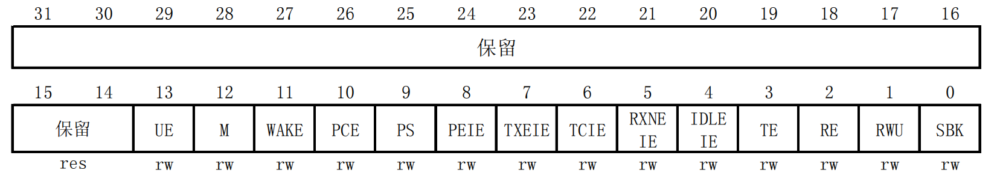 31 30 29 28 27 26 25 24 23 22 21 20 19 18 17 16
保留
15 14 13 12 11 10 9 8 7 6 5 4 3 2 1 0
保留 UE M WAKE PCE PS PEIE TXEIE TCIE RXNE IE IDLE IE TE RE RWU SBK
res rw rw rw rw rw rw rw rw rw rw rw rw rw rw